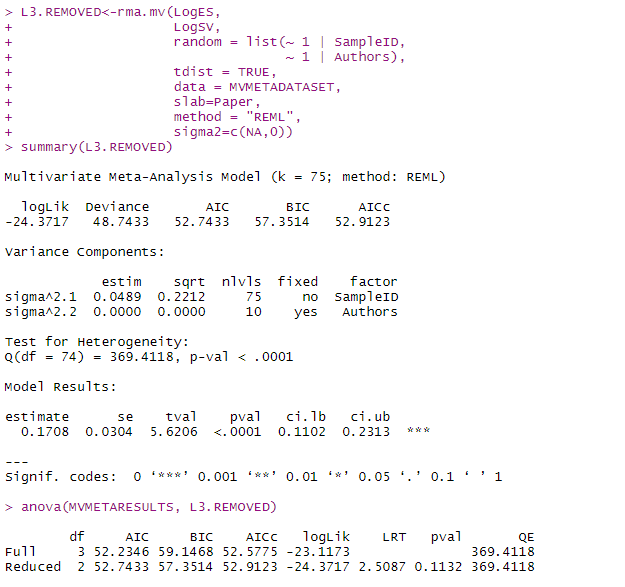 > L3.REMOVED<-rma.mv(LogES,
+                    LogSV,
+                    random = list(~ 1 | SampleID,
+                                  ~ 1 | Authors),
+                    tdist = TRUE,
+                    data = MVMETADATASET,
+                    slab=Paper,
+                    method = "REML",
+                    sigma2=c(NA,0))
> summary(L3.REMOVED)
Multivariate Meta-Analysis Model (k = 75; method: REML)
  logLik  Deviance       AIC       BIC      AICc
-24.3717   48.7433   52.7433   57.3514   52.9123
Variance Components:
            estim    sqrt  nlvls  fixed    factor
sigma^2.1  0.0489  0.2212     75     no  SampleID
sigma^2.2  0.0000  0.0000     10    yes   Authors
Test for Heterogeneity:
Q(df = 74) = 369.4118, p-val < .0001
Model Results:
estimate      se    tval    pval   ci.lb   ci.ub
  0.1708  0.0304  5.6206  <.0001  0.1102  0.2313  ***
---
Signif. codes:  0 ‘***’ 0.001 ‘**’ 0.01 ‘*’ 0.05 ‘.’ 0.1 ‘ ’ 1
> anova(MVMETARESULTS, L3.REMOVED)
        df     AIC     BIC    AICc   logLik    LRT   pval       QE
Full     3 52.2346 59.1468 52.5775 -23.1173               369.4118
Reduced  2 52.7433 57.3514 52.9123 -24.3717 2.5087 0.1132 369.4118